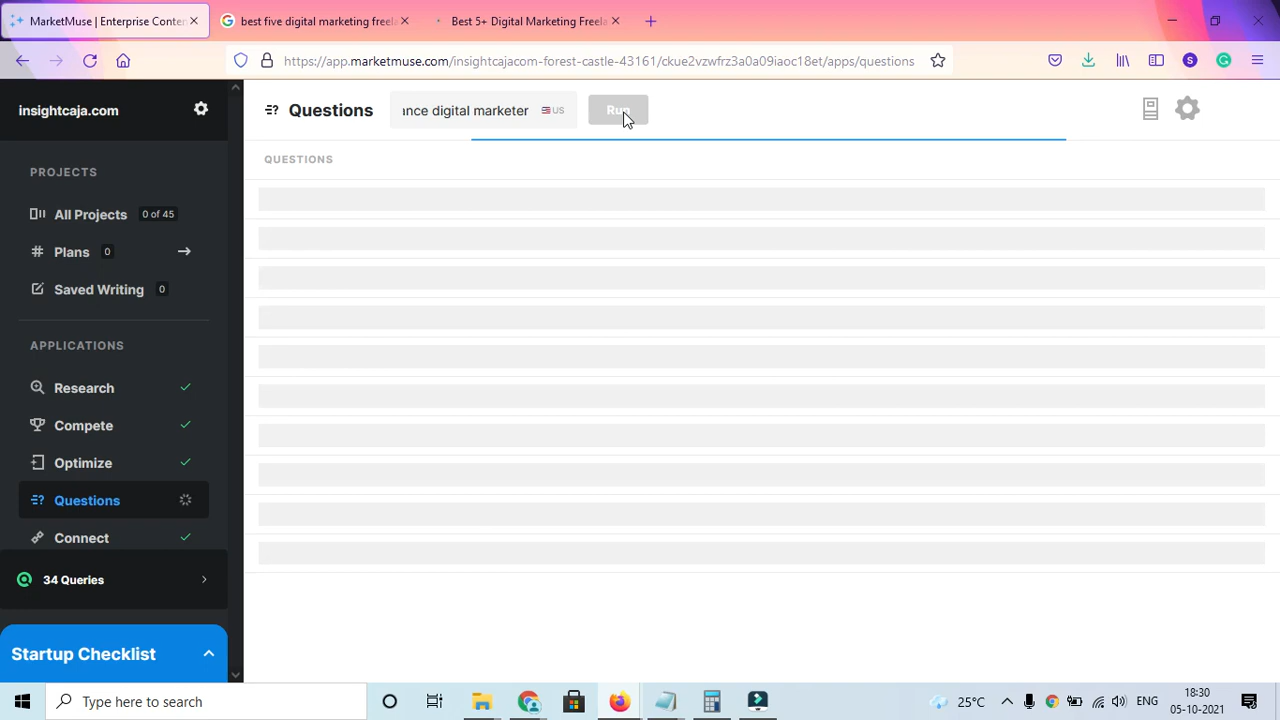 MarketMuse | Enterprise Conten
best five digital marketing freel
Best 5+ Digital Marketing Freela
https://app.marketmuse.com/insightcajacom-forest-castle-43161/ckue2vzwfrz3a0a09iaoc18et/apps/questions
insightcaja.com
Questions
nce digital marketer
US
Run
QUESTIONS
PROJECTS
All Projects 0 of 45
Plans 0
Saved Writing 0
APPLICATIONS
Research
Compete
Optimize
Questions
Connect
34 Queries
Startup Checklist
Type here to search
25°C
ENG
18:30
05-10-2021